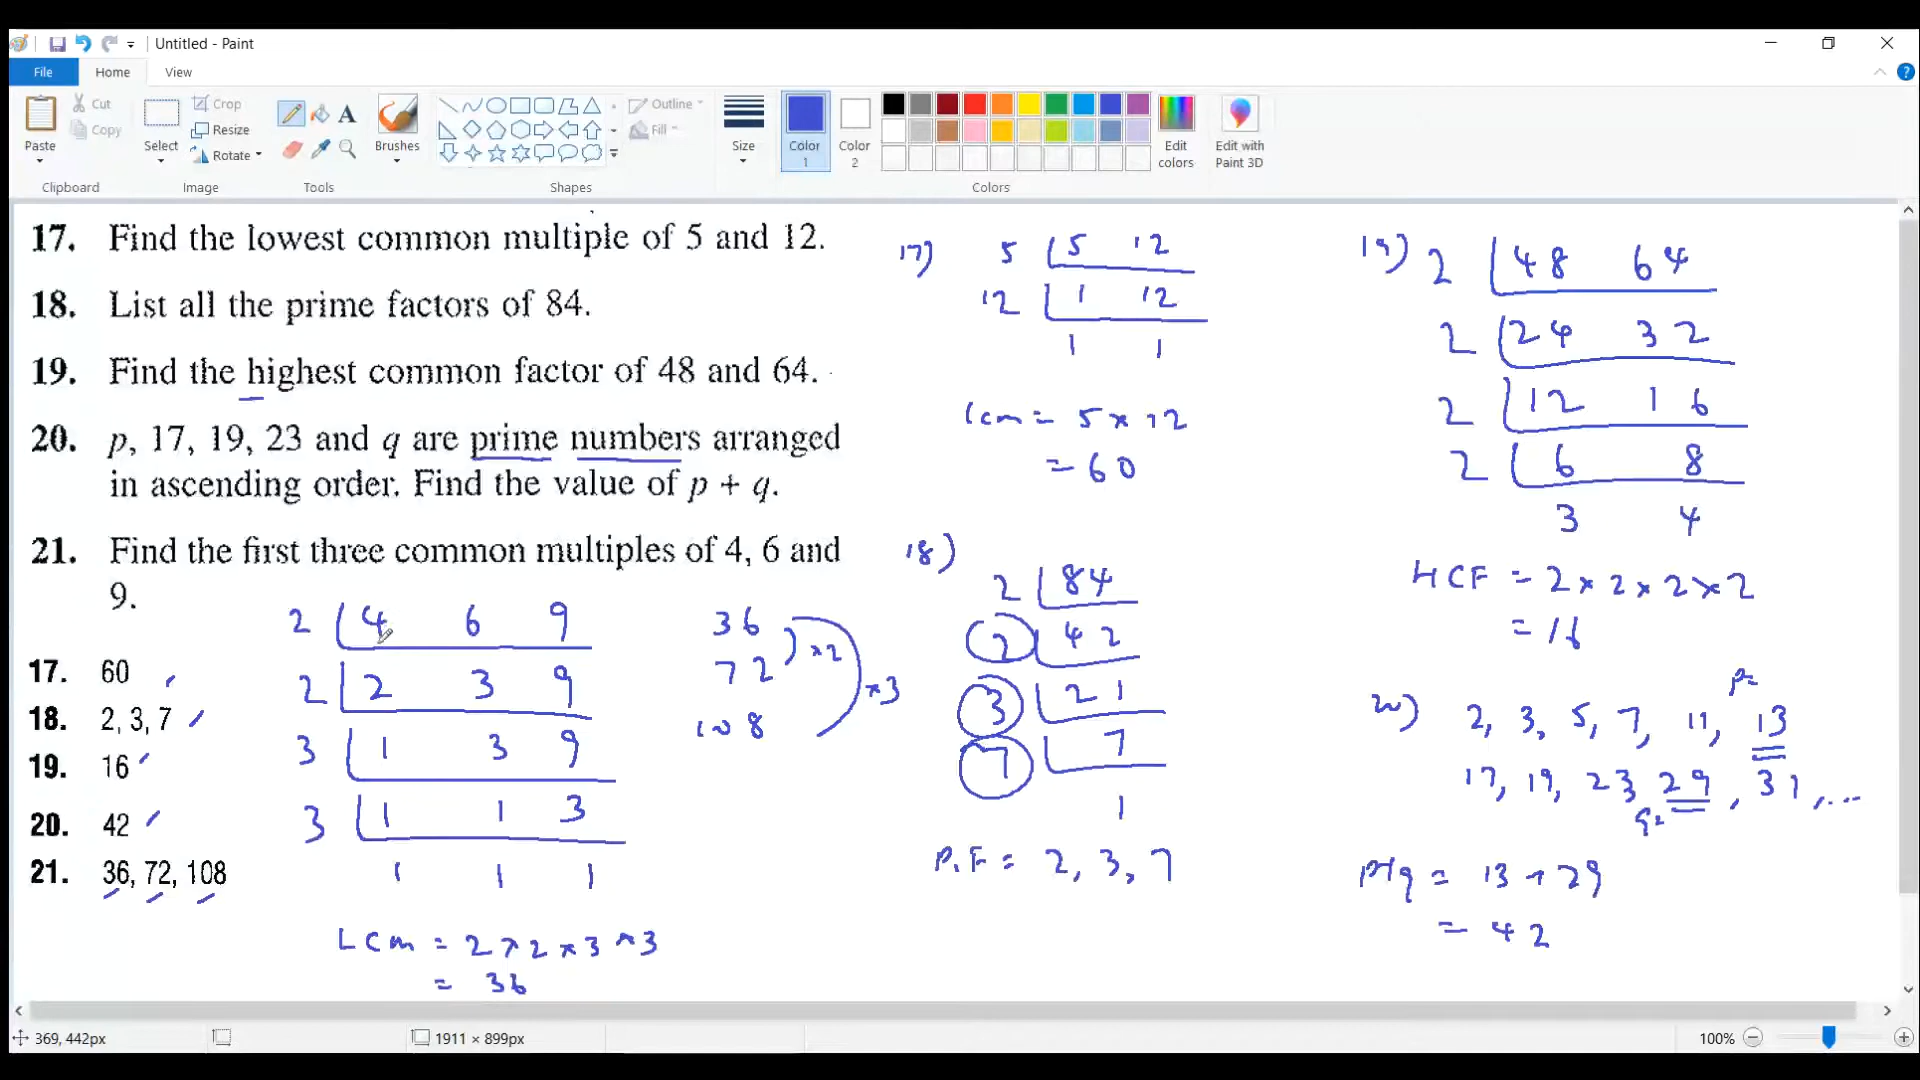 Untitled - Paint
File Home View
Paste Cut Copy Clipboard
Select Crop Resize Rotate Image
Tools
Brushes
Shapes Outline Fill
Size
Color 1 Color 2
Edit colors Edit with Paint 3D
Colors
17. Find the lowest common multiple of 5 and 12.
18. List all the prime factors of 84.
19. Find the highest common factor of 48 and 64.
20. p, 17, 19, 23 and q are prime numbers arranged
in ascending order. Find the value of p + q.
21. Find the first three common multiples of 4, 6 and
9.
17. 60
18. 2, 3, 7
19. 16
20. 42
21. 36, 72, 108
2 4 6 9
2 2 3 9
3 1 3 9
3 1 1 3
1 1 1
LCM = 2 × 2 × 3 × 3
= 36
36
72 ×2
108 ×3
17) 5 5 12
12 1 12
1 1
lcm = 5 × 12
= 60
18)
2 84
2 42
3 21
7 7
1
P.F = 2, 3, 7
19) 2 48 64
2 24 32
2 12 16
2 6 8
3 4
HCF = 2 × 2 × 2 × 2
= 16
p=
20) 2, 3, 5, 7, 11, 13
17, 19, 23, 29, 31, ...
q=
p+q = 13 + 29
= 42
369, 442px 1911 × 899px 100%